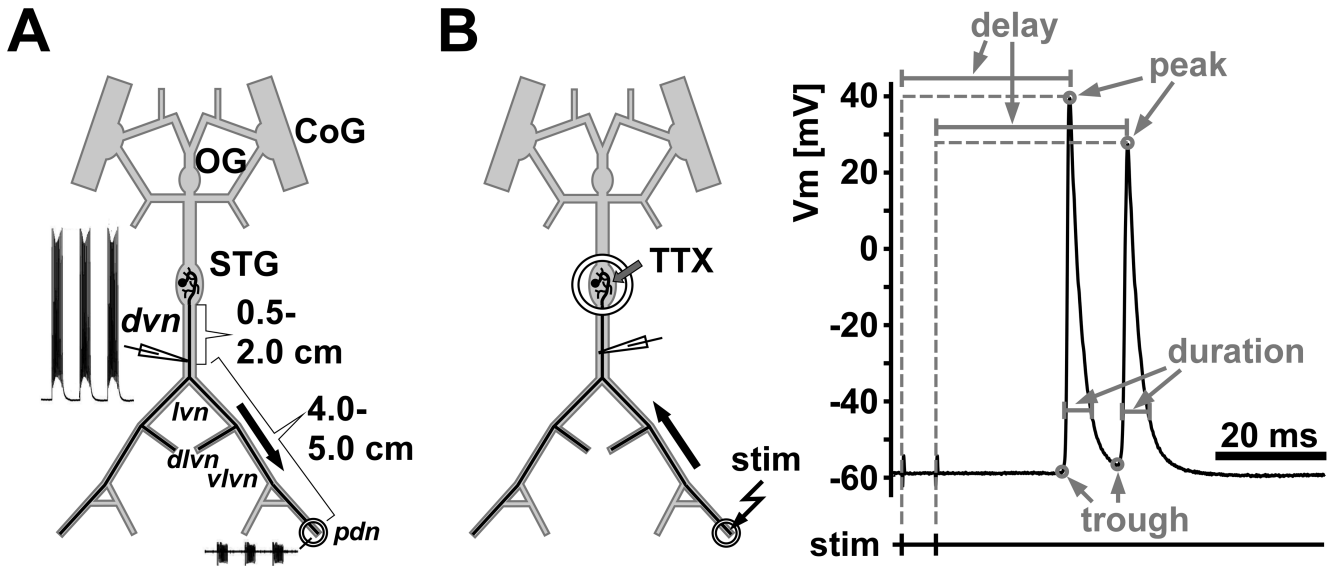 A
CoG
OG
STG
dvn
0.5-
2.0 cm
lvn
4.0-
5.0 cm
dlvn
vlvn
pdn
B
TTX
stim
delay
peak
Vm [mV]
40
20
0
-20
-40
-60
duration
20 ms
trough
stim